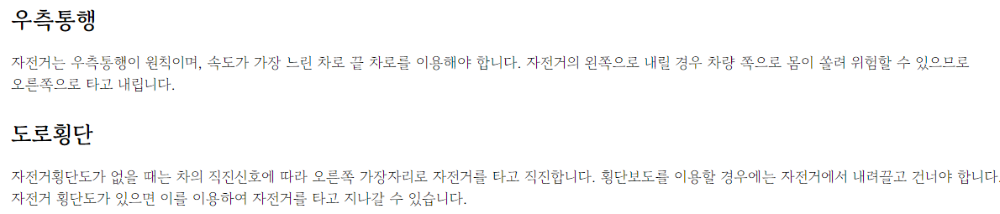 우측통행
자전거는 우측통행이 원칙이며, 속도가 가장 느린 차로 끝 차로를 이용해야 합니다. 자전거의 왼쪽으로 내릴 경우 차량 쪽으로 몸이 쏠려 위험할 수 있으므로
오른쪽으로 타고 내립니다.
도로횡단
자전거횡단도가 없을 때는 차의 직진신호에 따라 오른쪽 가장자리로 자전거를 타고 직진합니다. 횡단보도를 이용할 경우에는 자전거에서 내려끌고 건너야 합니다.
자전거 횡단도가 있으면 이를 이용하여 자전거를 타고 지나갈 수 있습니다.